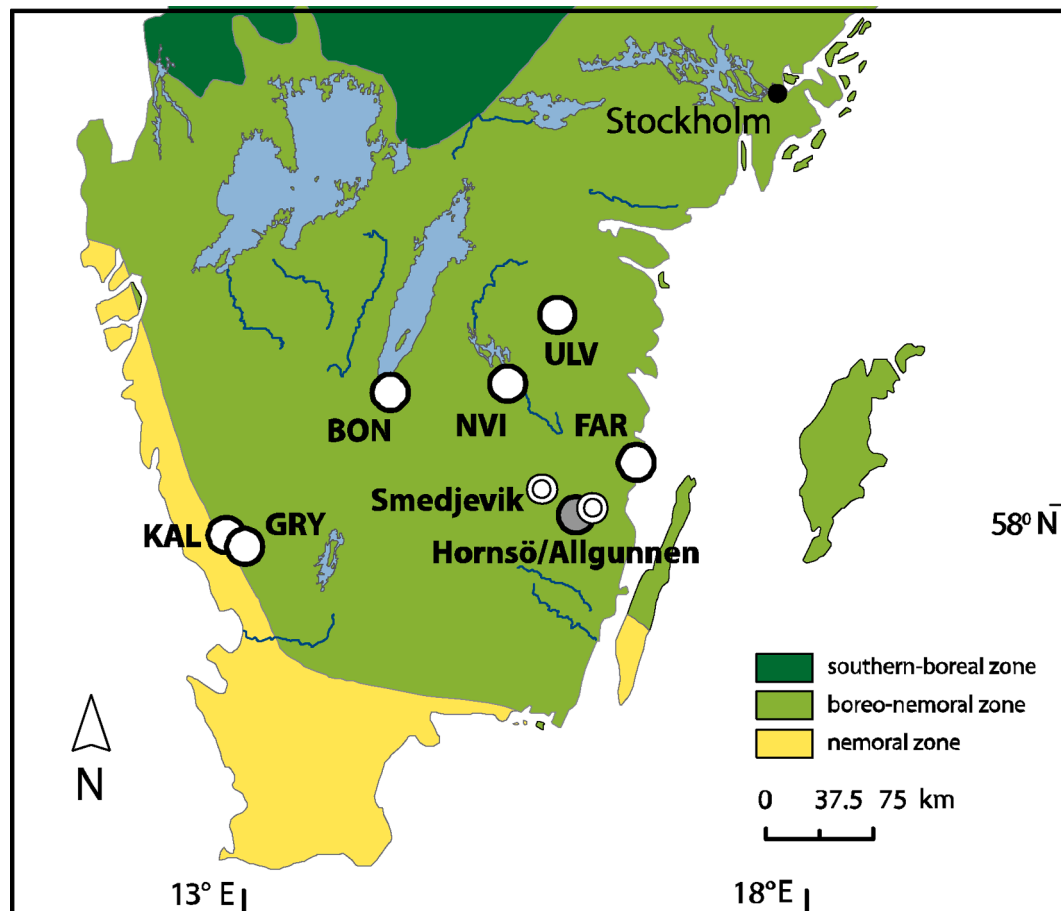 Stockholm
ULV
BON
NVI
FAR
Smedjevik
KAL
GRY
58⁰ N
Hornsö/Allgunnen
southern-boreal zone
boreo-nemoral zone
nemoral zone
N
0 37.5 75 km
13° E
18°E